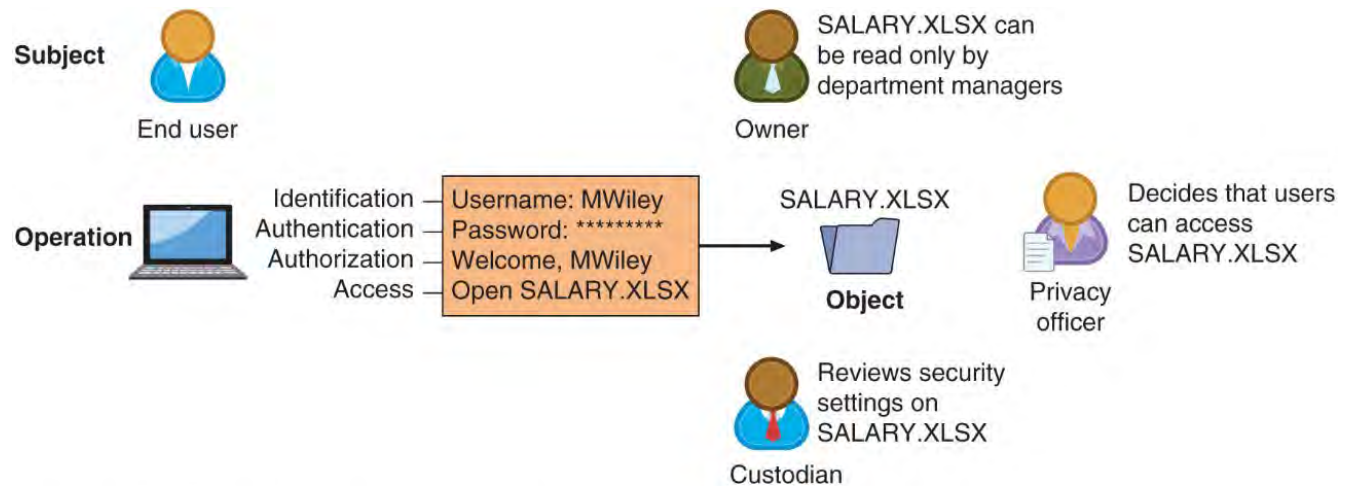 Subject
End user
SALARY.XLSX can
be read only by
department managers
Owner
Operation
Identification
Authentication
Authorization
Access
Username: MWiley
Password: *********
Welcome, MWiley
Open SALARY.XLSX
SALARY.XLSX
Object
Decides that users
can access
SALARY.XLSX
Privacy
officer
Reviews security
settings on
SALARY.XLSX
Custodian